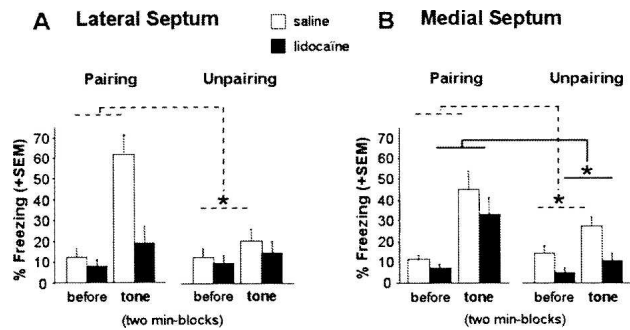 A Lateral Septum
saline
lidocaïne
B Medial Septum
Pairing Unpairing
Pairing Unpairing
*
*
*
% Freezing (+SEM)
70
60
50
40
30
20
10
0
before tone before tone
(two min-blocks)
% Freezing (+SEM)
70
60
50
40
30
20
10
0
before tone before tone
(two min-blocks)